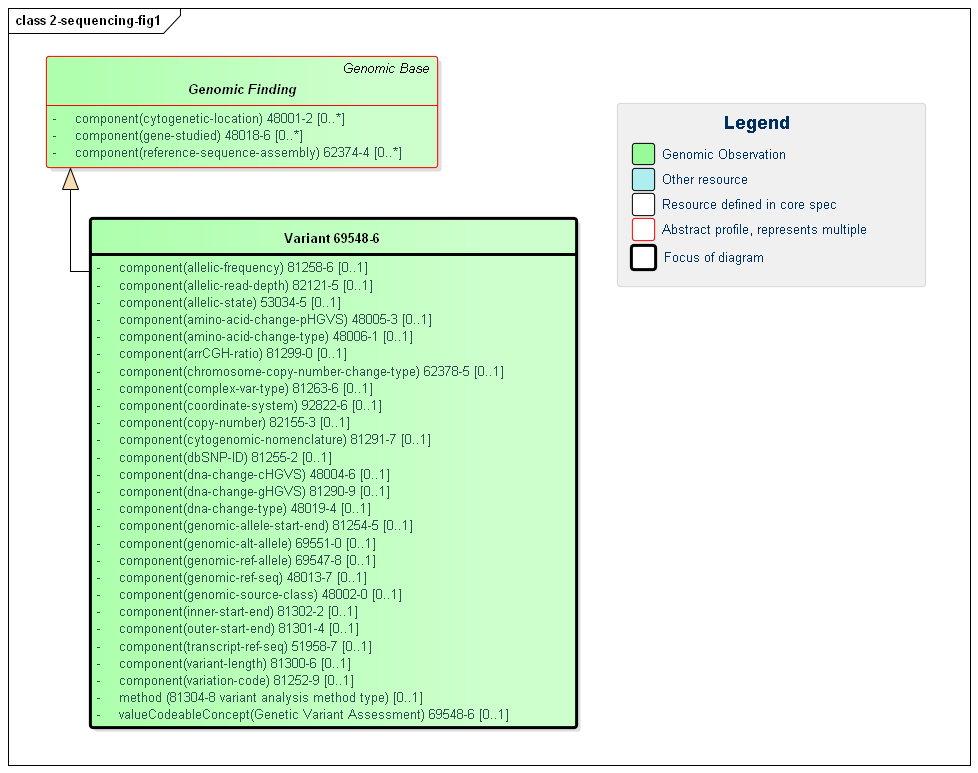 class 2-sequencing-fig1
Genomic Base
Genomic Finding
- component(cytogenetic-location) 48001-2 [0..*]
- component(gene-studied) 48018-6 [0..*]
- component(reference-sequence-assembly) 62374-4 [0..*]
Legend
Genomic Observation
Other resource
Resource defined in core spec
Abstract profile, represents multiple
Focus of diagram
Variant 69548-6
- component(allelic-frequency) 81258-6 [0..1]
- component(allelic-read-depth) 82121-5 [0..1]
- component(allelic-state) 53034-5 [0..1]
- component(amino-acid-change-pHGVS) 48005-3 [0..1]
- component(amino-acid-change-type) 48006-1 [0..1]
- component(arrCGH-ratio) 81299-0 [0..1]
- component(chromosome-copy-number-change-type) 62378-5 [0..1]
- component(complex-var-type) 81263-6 [0..1]
- component(coordinate-system) 92822-6 [0..1]
- component(copy-number) 82155-3 [0..1]
- component(cytogenomic-nomenclature) 81291-7 [0..1]
- component(dbSNP-ID) 81255-2 [0..1]
- component(dna-change-cHGVS) 48004-6 [0..1]
- component(dna-change-gHGVS) 81290-9 [0..1]
- component(dna-change-type) 48019-4 [0..1]
- component(genomic-allele-start-end) 81254-5 [0..1]
- component(genomic-alt-allele) 69551-0 [0..1]
- component(genomic-ref-allele) 69547-8 [0..1]
- component(genomic-ref-seq) 48013-7 [0..1]
- component(genomic-source-class) 48002-0 [0..1]
- component(inner-start-end) 81302-2 [0..1]
- component(outer-start-end) 81301-4 [0..1]
- component(transcript-ref-seq) 51958-7 [0..1]
- component(variant-length) 81300-6 [0..1]
- component(variation-code) 81252-9 [0..1]
- method (81304-8 variant analysis method type) [0..1]
- valueCodeableConcept(Genetic Variant Assessment) 69548-6 [0..1]